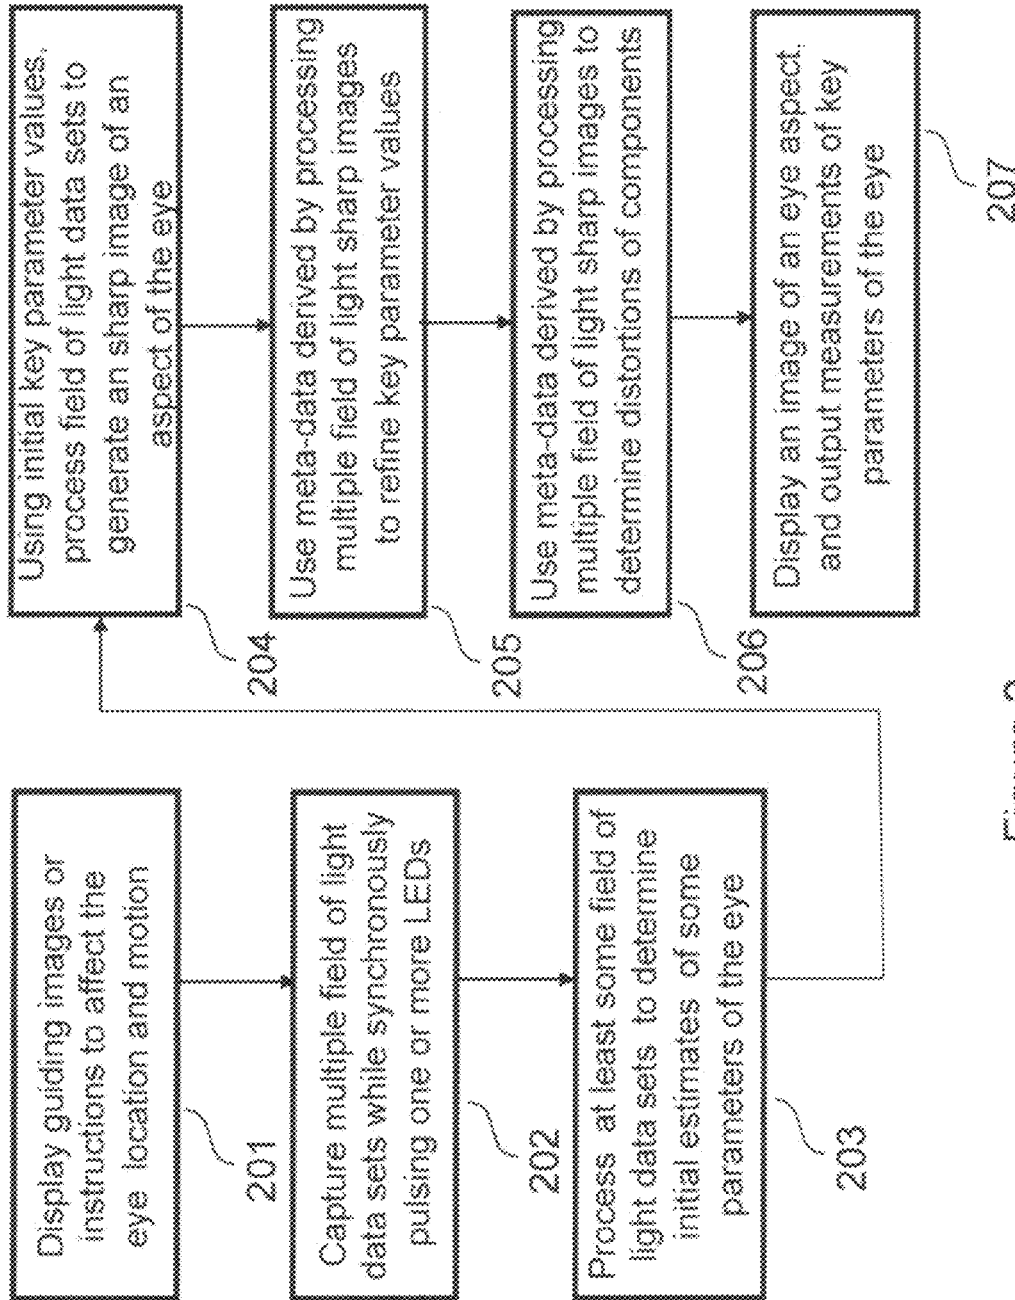 Display guiding images or
instructions to affect the
eye location and motion
201
Capture multiple field of light
data sets while synchronously
pulsing one or more LEDs
202
Process at least some field of
light data sets to determine
initial estimates of some
parameters of the eye
203
Using initial key parameter values,
process field of light data sets to
generate an sharp image of an
aspect of the eye
204
Use meta-data derived by processing
multiple field of light sharp images
to refine key parameter values
205
Use meta-data derived by processing
multiple field of light sharp images to
determine distortions of components
206
Display an image of an eye aspect,
and output measurements of key
parameters of the eye
207